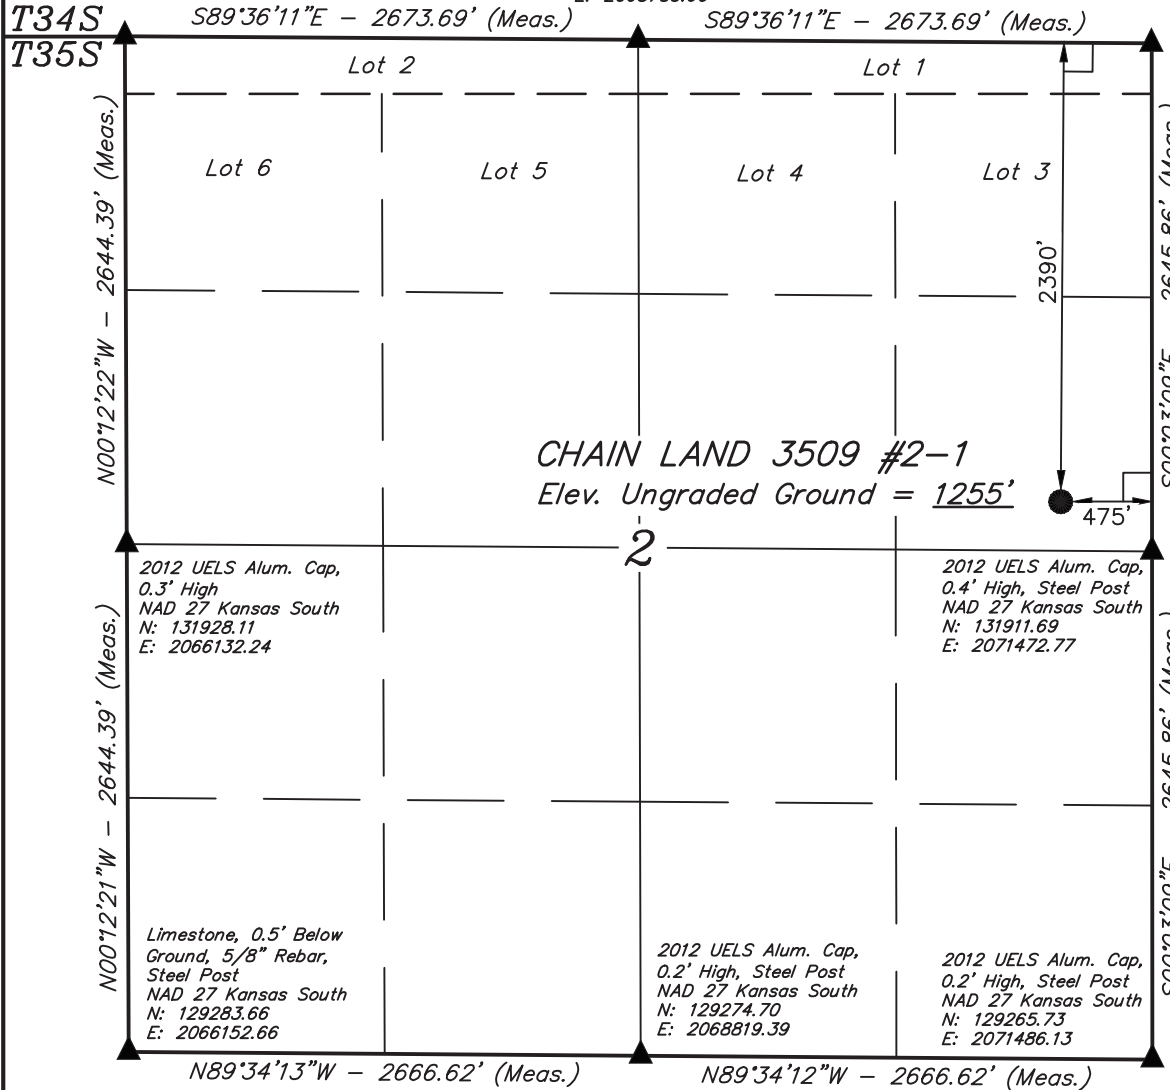 T34S
S89°36'11"E - 2673.69' (Meas.)
S89°36'11"E - 2673.69' (Meas.)
T35S
Lot 2
Lot 1
Lot 6
Lot 5
Lot 4
Lot 3
N00°12'22"W - 2644.39' (Meas.)
2390'
2645.86' (Meas.)
CHAIN LAND 3509 #2-1
Elev. Ungraded Ground = 1255'
475'
2
2012 UELS Alum. Cap,
0.3' High
NAD 27 Kansas South
N: 131928.11
E: 2066132.24
2012 UELS Alum. Cap,
0.4' High, Steel Post
NAD 27 Kansas South
N: 131911.69
E: 2071472.77
N00°12'21"W - 2644.39' (Meas.)
Limestone, 0.5' Below
Ground, 5/8" Rebar,
Steel Post
NAD 27 Kansas South
N: 129283.66
E: 2066152.66
2012 UELS Alum. Cap,
0.2' High, Steel Post
NAD 27 Kansas South
N: 129274.70
E: 2068819.39
2012 UELS Alum. Cap,
0.2' High, Steel Post
NAD 27 Kansas South
N: 129265.73
E: 2071486.13
N89°34'13"W - 2666.62' (Meas.)
N89°34'12"W - 2666.62' (Meas.)